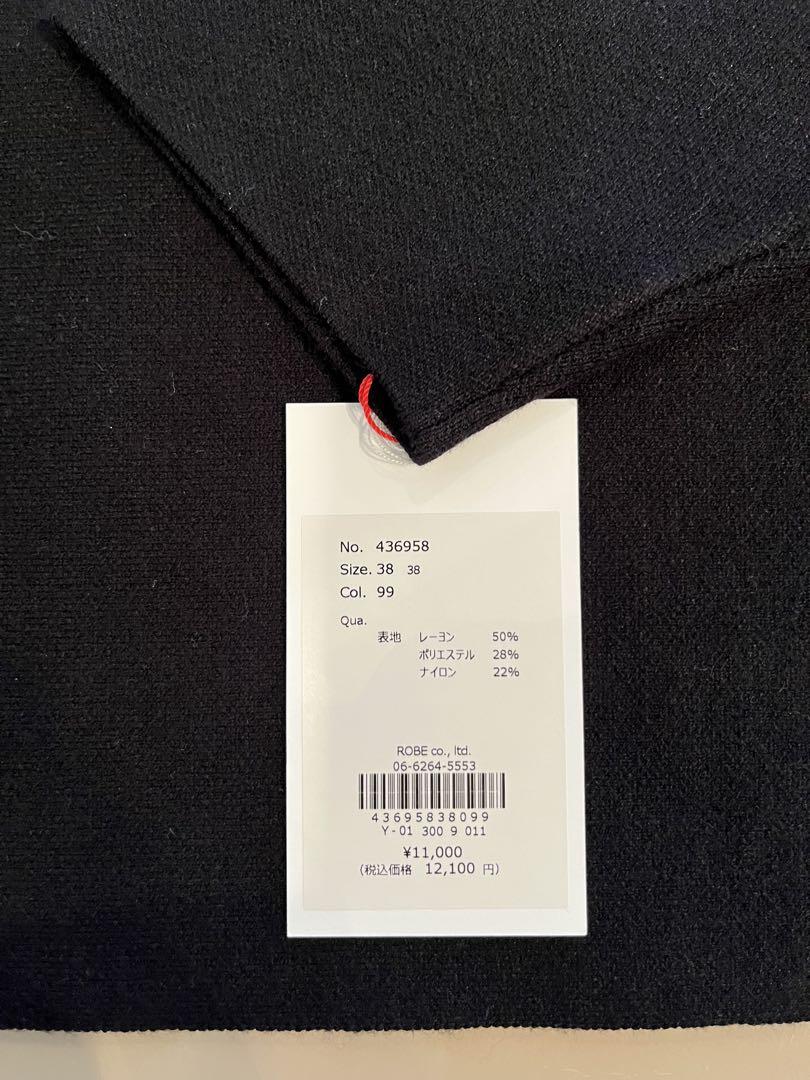 No. 436958
Size. 38 38
Col. 99
Qua.
表地 レーヨン 50%
ポリエステル 28%
ナイロン 22%
ROBE co., ltd.
06-6264-5553
43695838099
Y-01 300 9 011
¥11,000
(税込価格 12,100 円)